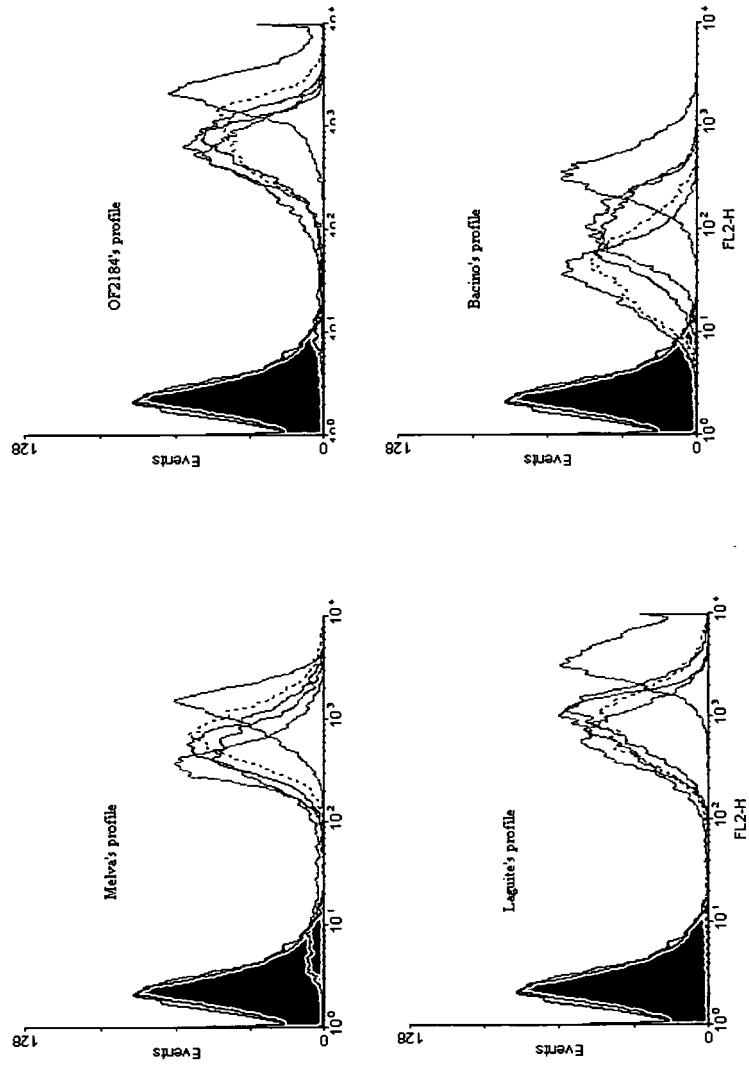 Melva's profile
128
Events
0
10⁰ 10¹ 10² 10³ 10⁴
OF2184's profile
128
Events
0
10⁰ 10¹ 10² 10³ 10⁴
Laguite's profile
128
Events
0
10⁰ 10¹ 10² 10³ 10⁴
FL2-H
Bacino's profile
128
Events
0
10⁰ 10¹ 10² 10³ 10⁴
FL2-H